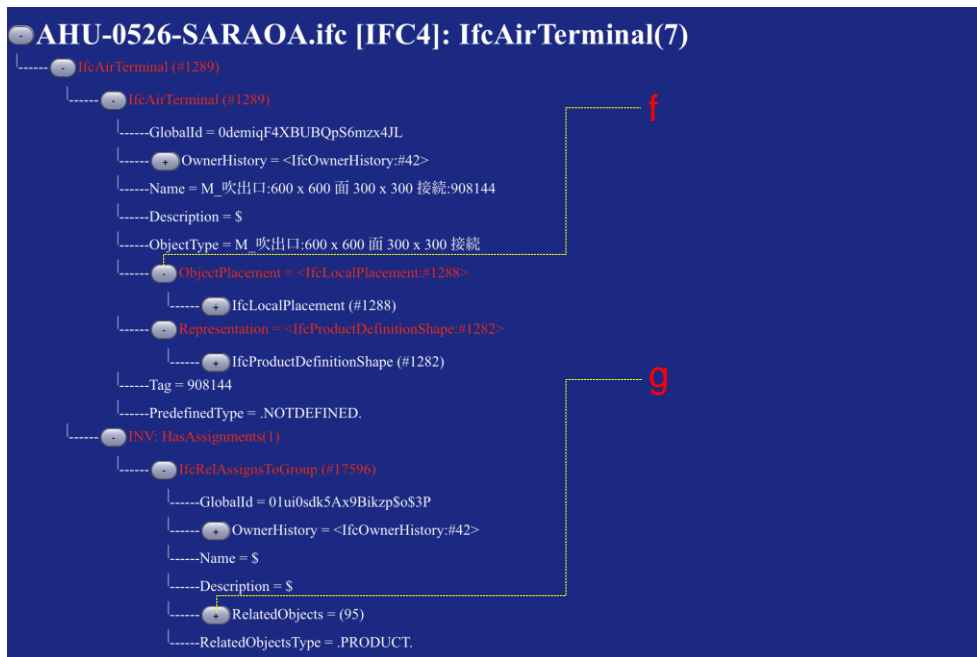 AHU-0526-SARAOA.ifc [IFC4]: IfcAirTerminal(7)
IfcAirTerminal (#1289)
IfcAirTerminal (#1289)
f
GlobalId = 0demiqF4XBUBQpS6mzx4JL
OwnerHistory = <IfcOwnerHistory:#42>
Name = M_吹出口:600 x 600 面 300 x 300 接続:908144
Description = $
ObjectType = M_吹出口:600 x 600 面 300 x 300 接続
ObjectPlacement = <IfcLocalPlacement:#1288>
IfcLocalPlacement (#1288)
Representation = <IfcProductDefinitionShape:#1282>
IfcProductDefinitionShape (#1282)
g
Tag = 908144
PredefinedType = .NOTDEFINED.
INV: HasAssignments(1)
IfcRelAssignsToGroup (#17596)
GlobalId = 01ui0sdk5Ax9Bikzp$o$3P
OwnerHistory = <IfcOwnerHistory:#42>
Name = $
Description = $
RelatedObjects = (95)
RelatedObjectsType = .PRODUCT.